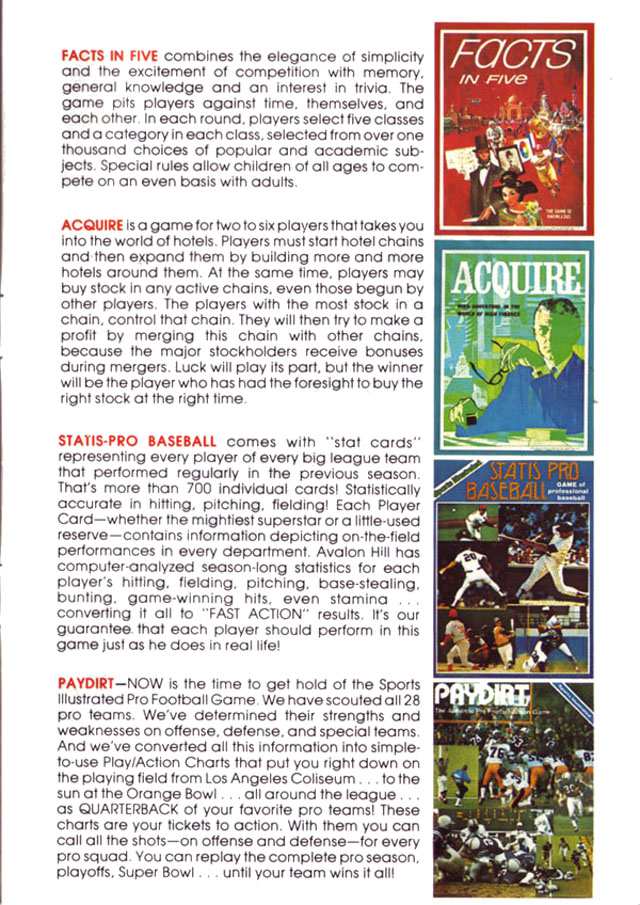 FACTS IN FIVE combines the elegance of simplicity
and the excitement of competition with memory,
general knowledge and an interest in trivia. The
game pits players against time, themselves, and
each other. In each round, players select five classes
and a category in each class, selected from over one
thousand choices of popular and academic sub-
jects. Special rules allow children of all ages to com-
pete on an even basis with adults.
ACQUIRE is a game for two to six players that takes you
into the world of hotels. Players must start hotel chains
and then expand them by building more and more
hotels around them. At the same time, players may
buy stock in any active chains, even those begun by
other players. The players with the most stock in a
chain, control that chain. They will then try to make a
profit by merging this chain with other chains,
because the major stockholders receive bonuses
during mergers. Luck will play its part, but the winner
will be the player who has had the foresight to buy the
right stock at the right time.
STATIS-PRO BASEBALL comes with "stat cards"
representing every player of every big league team
that performed regularly in the previous season.
That's more than 700 individual cards! Statistically
accurate in hitting, pitching, fielding! Each Player
Card—whether the mightiest superstar or a little-used
reserve—contains information depicting on-the-field
performances in every department. Avalon Hill has
computer-analyzed season-long statistics for each
player's hitting, fielding, pitching, base-stealing,
bunting, game-winning hits, even stamina . . .
converting it all to "FAST ACTION" results. It's our
guarantee that each player should perform in this
game just as he does in real life!
PAYDIRT—NOW is the time to get hold of the Sports
Illustrated Pro Football Game. We have scouted all 28
pro teams. We've determined their strengths and
weaknesses on offense, defense, and special teams.
And we've converted all this information into simple-
to-use Play/Action Charts that put you right down on
the playing field from Los Angeles Coliseum . . . to the
sun at the Orange Bowl . . . all around the league . . .
as QUARTERBACK of your favorite pro teams! These
charts are your tickets to action. With them you can
call all the shots—on offense and defense—for every
pro squad. You can replay the complete pro season,
playoffs, Super Bowl . . . until your team wins it all!
FACTS
IN FIVE
THE GAME OF
KNOWLEDGE
ACQUIRE
HIGH ADVENTURE IN THE
WORLD OF HIGH FINANCE
Sports Illustrated
STATIS PRO
BASEBALL
GAME of
professional
baseball
20
PAYDIRT
76
83